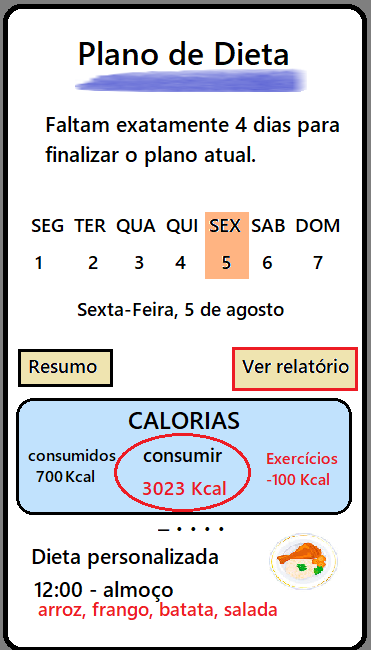 Plano de Dieta
Faltam exatamente 4 dias para
finalizar o plano atual.
SEG TER QUA QUI SEX SAB DOM
1 2 3 4 5 6 7
Sexta-Feira, 5 de agosto
Resumo Ver relatório
CALORIAS
consumidos consumir Exercícios
700 Kcal 3023 Kcal -100 Kcal
Dieta personalizada
12:00 - almoço
arroz, frango, batata, salada